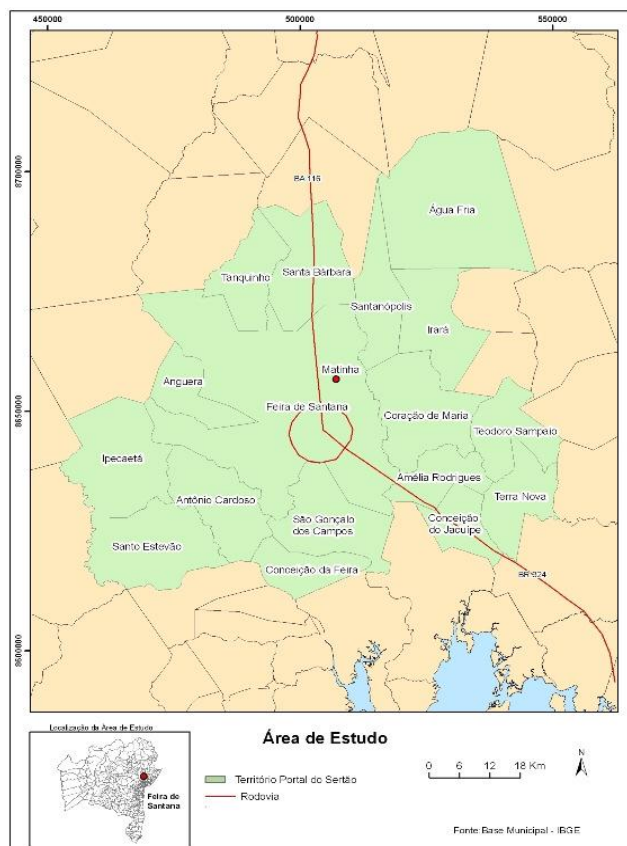 450000
500000
550000
8700000
BA 116
Água Fria
Tanquinho
Santa Bárbara
Santanópolis
Irará
Matinha
Anguera
8650000
Feira de Santana
Coração de Maria
Teodoro Sampaio
Ipecaetá
Amélia Rodrigues
Antônio Cardoso
Terra Nova
São Gonçalo
dos Campos
Conceição
do Jacuípe
Santo Estevão
Conceição da Feira
BR 324
8600000
Localização da Área de Estudo
Feira de
Santana
Área de Estudo
Território Portal do Sertão
Rodovia
0 6 12 18 Km
N
Fonte:Base Municipal - IBGE